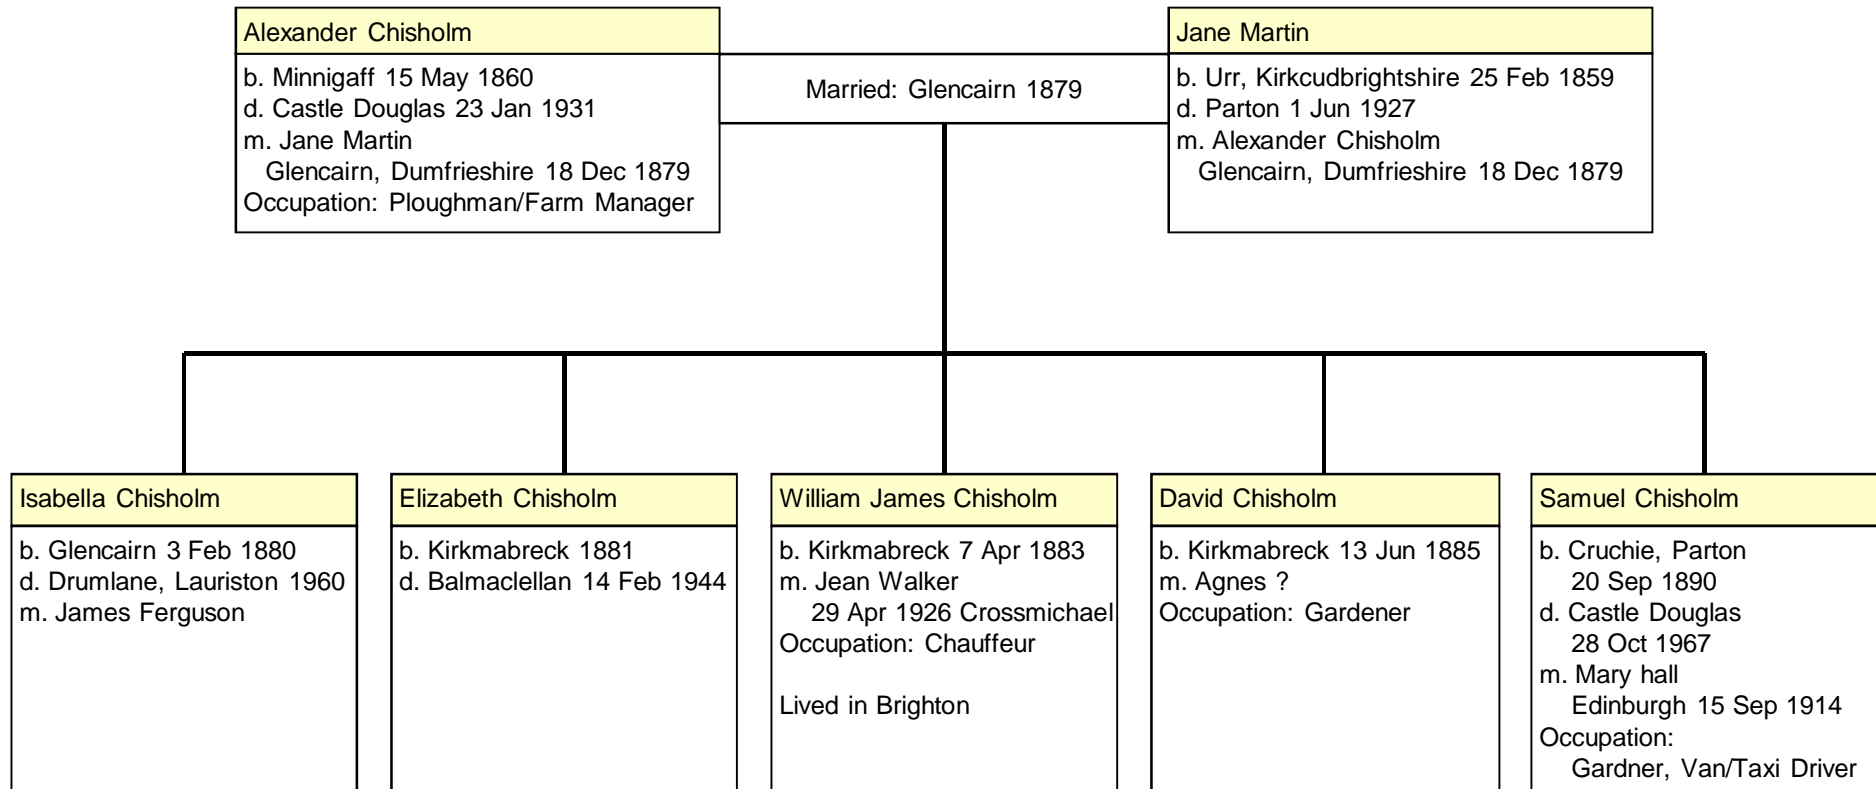 Alexander Chisholm
b. Minnigaff 15 May 1860
d. Castle Douglas 23 Jan 1931
m. Jane Martin
Glencairn, Dumfrieshire 18 Dec 1879
Occupation: Ploughman/Farm Manager
Married: Glencairn 1879
Jane Martin
b. Urr, Kirkcudbrightshire 25 Feb 1859
d. Parton 1 Jun 1927
m. Alexander Chisholm
Glencairn, Dumfrieshire 18 Dec 1879
Isabella Chisholm
b. Glencairn 3 Feb 1880
d. Drumlane, Lauriston 1960
m. James Ferguson
Elizabeth Chisholm
b. Kirkmabreck 1881
d. Balmaclellan 14 Feb 1944
William James Chisholm
b. Kirkmabreck 7 Apr 1883
m. Jean Walker
29 Apr 1926 Crossmichael
Occupation: Chauffeur
Lived in Brighton
David Chisholm
b. Kirkmabreck 13 Jun 1885
m. Agnes ?
Occupation: Gardener
Samuel Chisholm
b. Cruchie, Parton
20 Sep 1890
d. Castle Douglas
28 Oct 1967
m. Mary hall
Edinburgh 15 Sep 1914
Occupation:
Gardner, Van/Taxi Driver